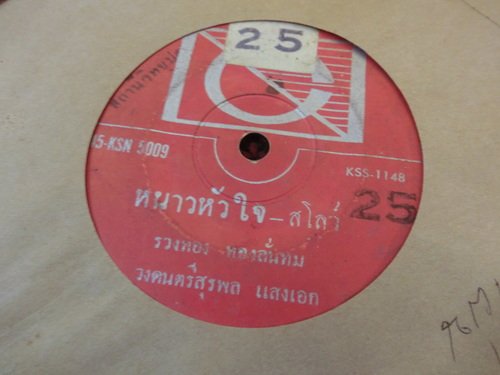 25
45-KSN 5009
KSS-1148
หนาวหัวใจ - สโลว์
25
รวงทอง ทองลั่นทม
วงดนตรีสุรพล แสงเอก